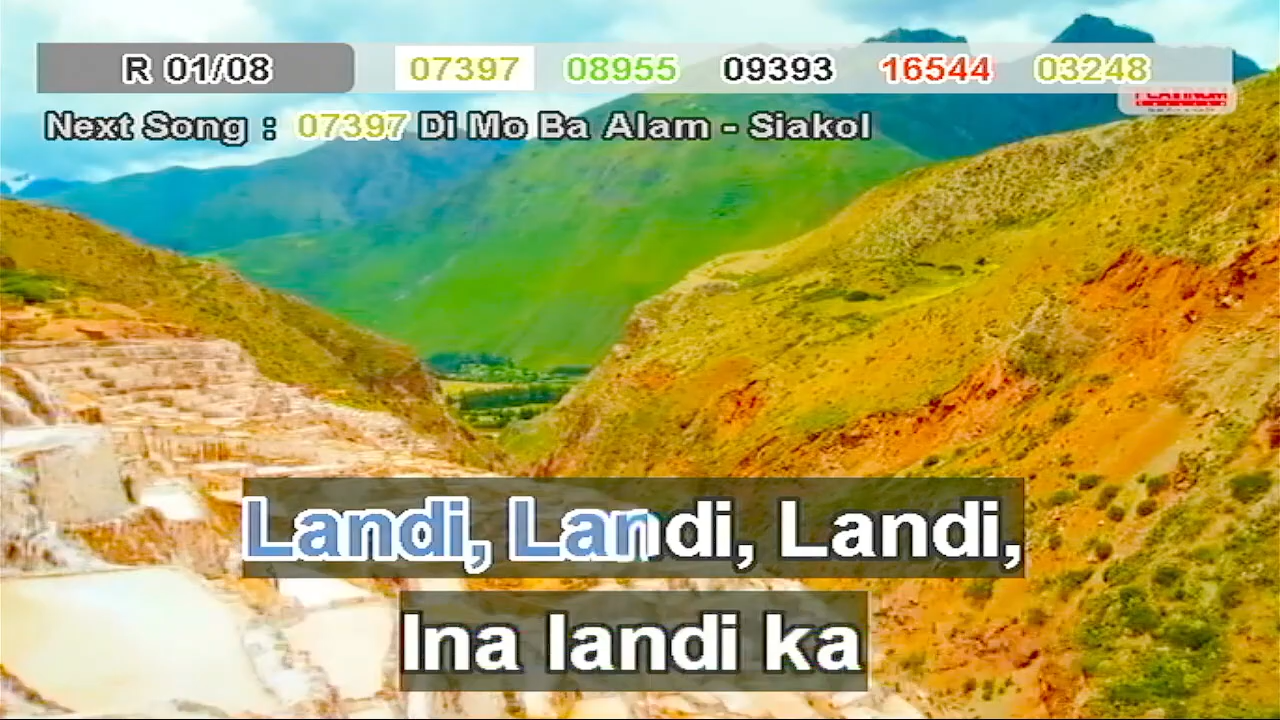 R 01/08 07397 08955 09393 16544 03248
PLATINUM
Next Song : 07397 Di Mo Ba Alam - Siakol
Landi, Landi, Landi,
Ina landi ka